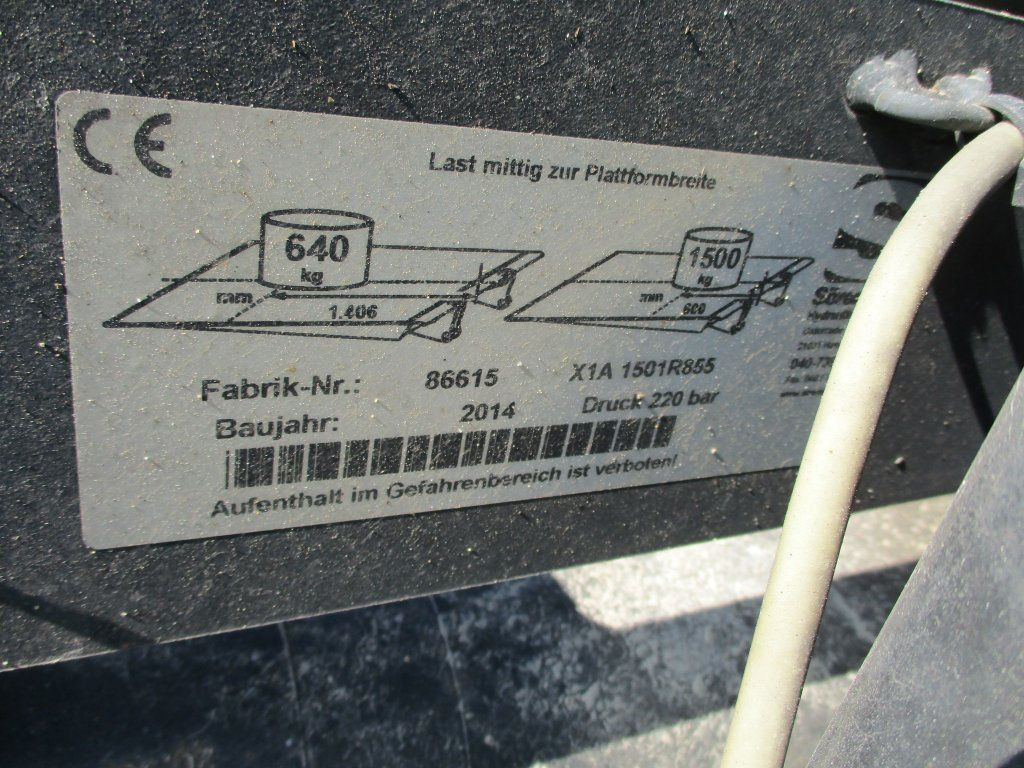 CE
Last mittig zur Plattformbreite
640
kg
mm
1.406
1500
kg
mm
600
Fabrik-Nr.: 86615 X1A 1501R855
Baujahr: 2014 Druck 220 bar
Aufenthalt im Gefahrenbereich ist verboten!